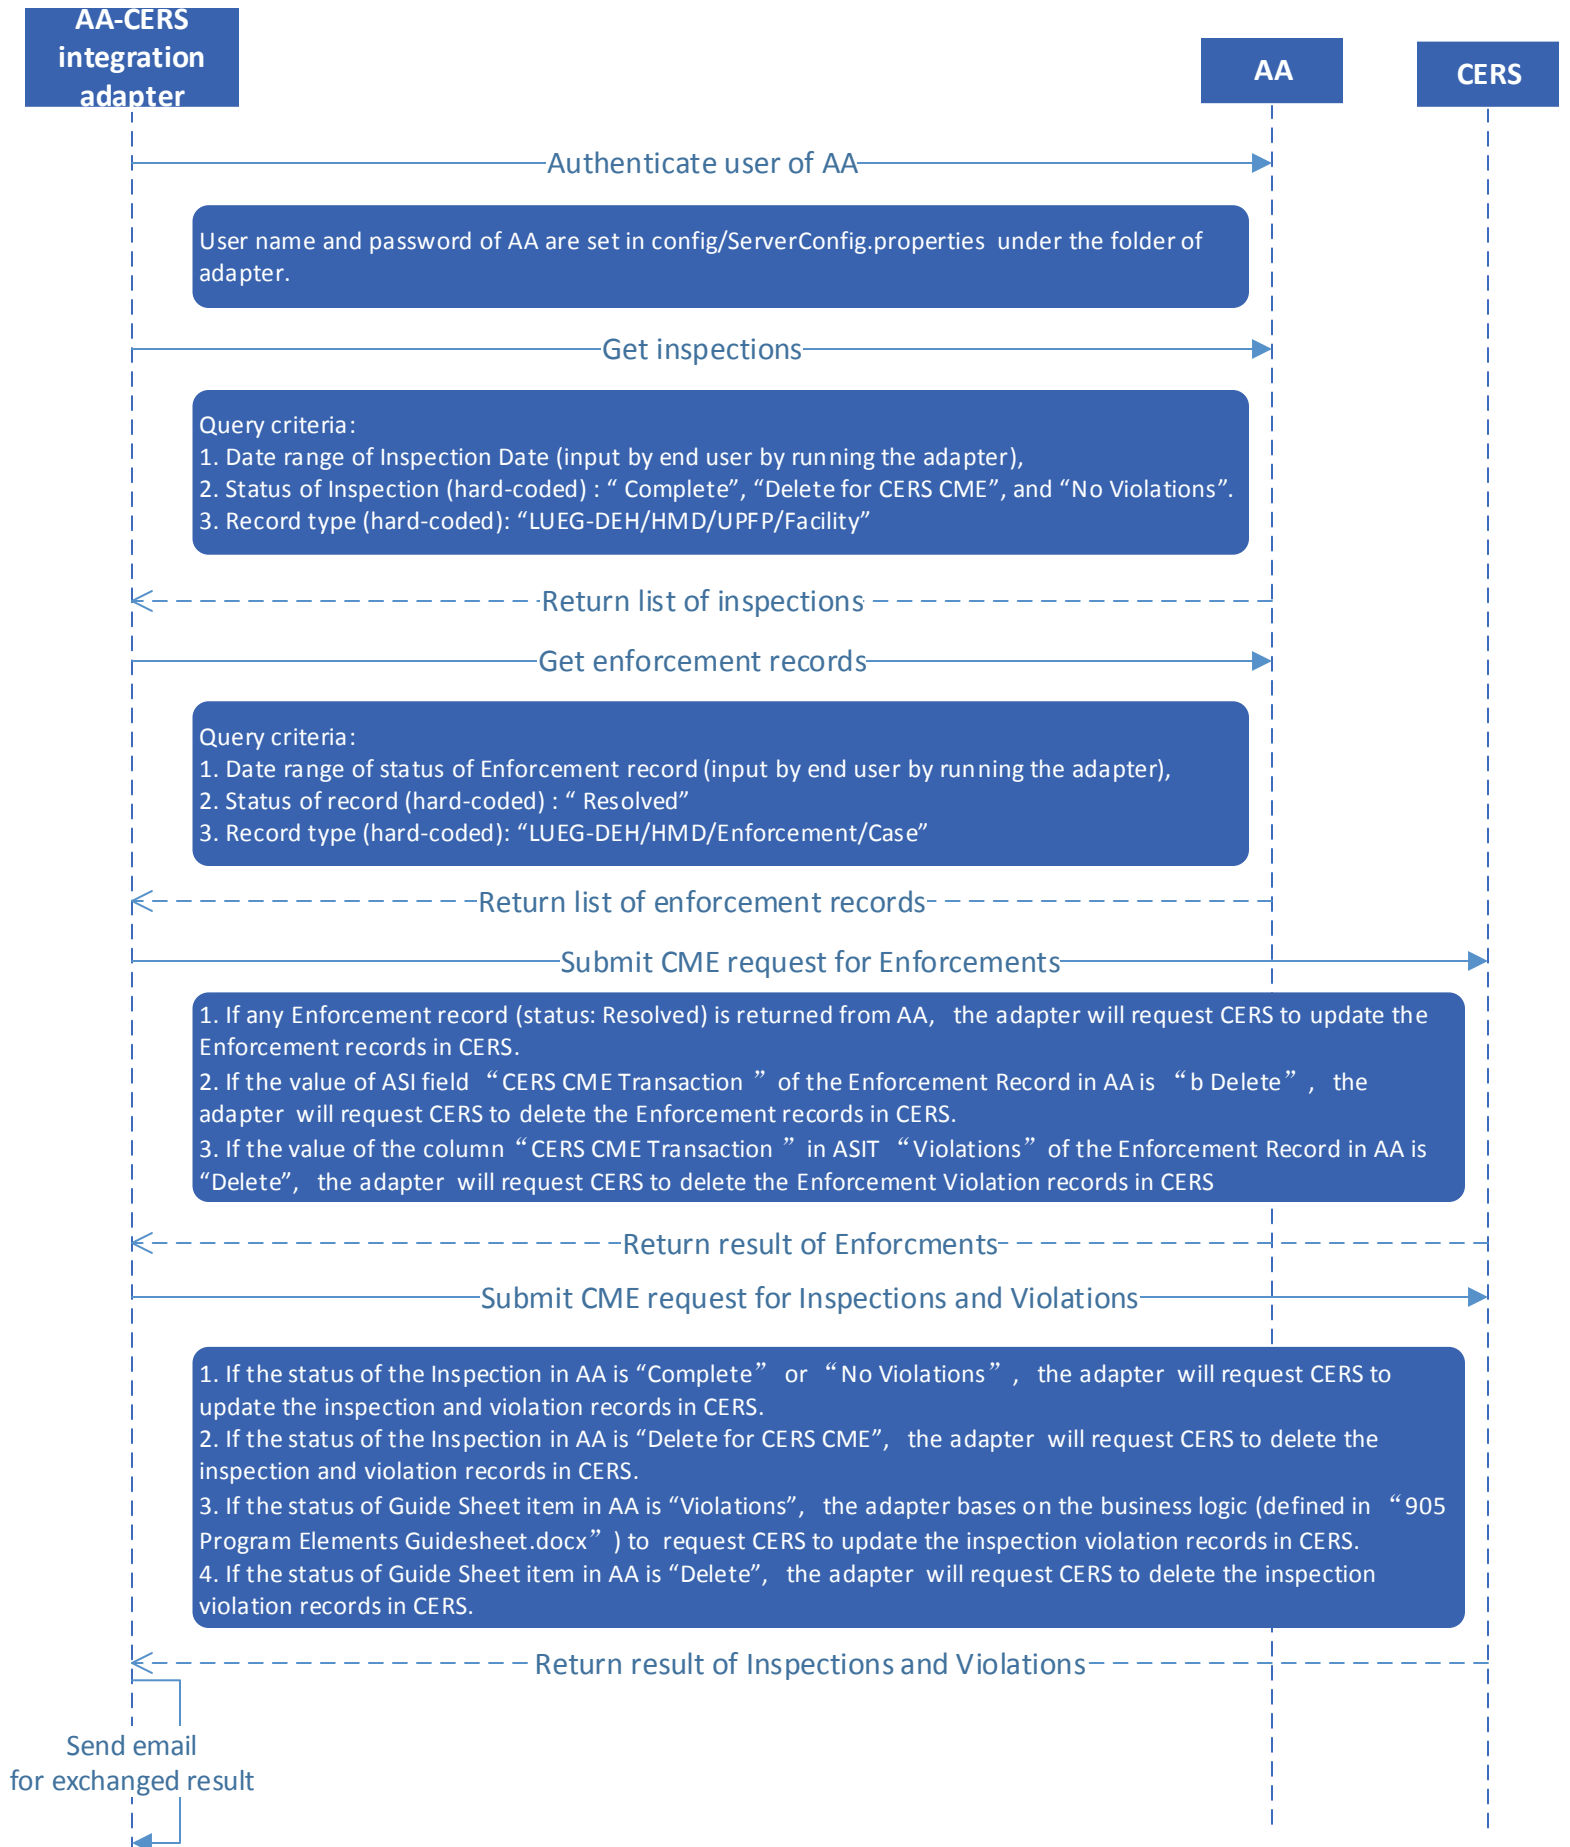 AA-CERS
integration
adapter
AA
CERS
Authenticate user of AA
User name and password of AA are set in config/ServerConfig.properties under the folder of
adapter.
Get inspections
Query criteria:
1. Date range of Inspection Date (input by end user by running the adapter),
2. Status of Inspection (hard-coded) : “ Complete”, “Delete for CERS CME”, and “No Violations”.
3. Record type (hard-coded): “LUEG-DEH/HMD/UPFP/Facility”
Return list of inspections
Get enforcement records
Query criteria:
1. Date range of status of Enforcement record (input by end user by running the adapter),
2. Status of record (hard-coded) : “ Resolved”
3. Record type (hard-coded): “LUEG-DEH/HMD/Enforcement/Case”
Return list of enforcement records
Submit CME request for Enforcements
1. If any Enforcement record (status: Resolved) is returned from AA, the adapter will request CERS to update the
Enforcement records in CERS.
2. If the value of ASI field “CERS CME Transaction ” of the Enforcement Record in AA is “b Delete” , the
adapter will request CERS to delete the Enforcement records in CERS.
3. If the value of the column “CERS CME Transaction ” in ASIT “Violations” of the Enforcement Record in AA is
“Delete”, the adapter will request CERS to delete the Enforcement Violation records in CERS
Return result of Enforcments
Submit CME request for Inspections and Violations
1. If the status of the Inspection in AA is “Complete” or “No Violations” , the adapter will request CERS to
update the inspection and violation records in CERS.
2. If the status of the Inspection in AA is “Delete for CERS CME”, the adapter will request CERS to delete the
inspection and violation records in CERS.
3. If the status of Guide Sheet item in AA is “Violations”, the adapter bases on the business logic (defined in “905
Program Elements Guidesheet.docx” ) to request CERS to update the inspection violation records in CERS.
4. If the status of Guide Sheet item in AA is “Delete”, the adapter will request CERS to delete the inspection
violation records in CERS.
Return result of Inspections and Violations
Send email
for exchanged result